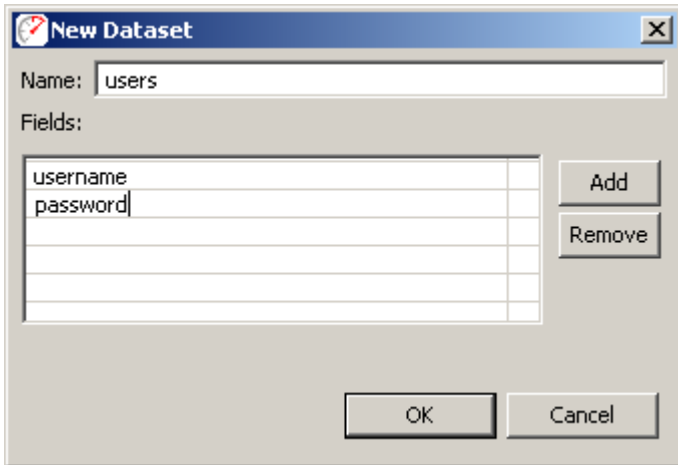 New Dataset
Name: users
Fields:
username
Add
password
Remove
OK Cancel